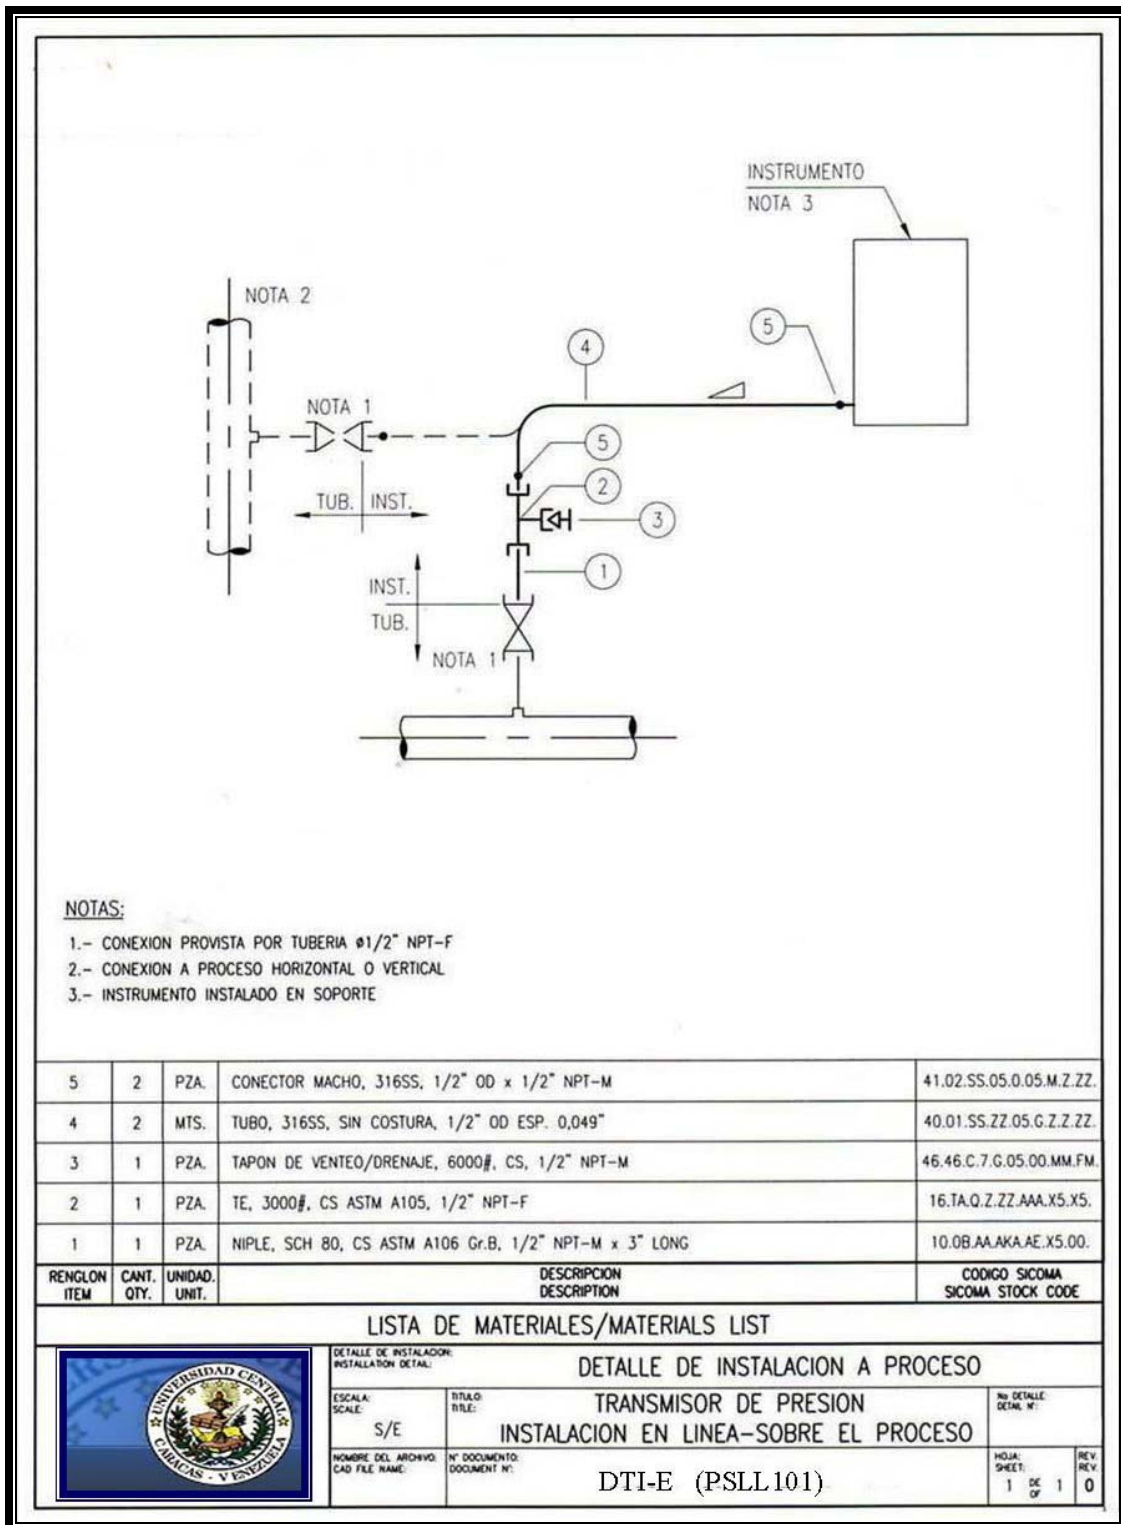 INSTRUMENTO
NOTA 3
NOTA 2
5
4
NOTA 1
5
TUB. INST.
2
3
1
INST.
TUB.
NOTA 1
NOTAS:
1.- CONEXION PROVISTA POR TUBERIA ø1/2" NPT-F
2.- CONEXION A PROCESO HORIZONTAL O VERTICAL
3.- INSTRUMENTO INSTALADO EN SOPORTE
5 2 PZA. CONECTOR MACHO, 316SS, 1/2" OD x 1/2" NPT-M 41.02.SS.05.0.05.M.Z.ZZ.
4 2 MTS. TUBO, 316SS, SIN COSTURA, 1/2" OD ESP. 0,049" 40.01.SS.ZZ.05.G.Z.Z.ZZ.
3 1 PZA. TAPON DE VENTEO/DRENAJE, 6000#, CS, 1/2" NPT-M 46.46.C.7.G.05.00.MM.FM.
2 1 PZA. TE, 3000#, CS ASTM A105, 1/2" NPT-F 16.TA.Q.Z.ZZ.AAA.X5.X5.
1 1 PZA. NIPLE, SCH 80, CS ASTM A106 Gr.B, 1/2" NPT-M x 3" LONG 10.0B.AA.AKA.AE.X5.00.
RENGLON CANT. UNIDAD. DESCRIPCION CODIGO SICOMA
ITEM QTY. UNIT. DESCRIPTION SICOMA STOCK CODE
LISTA DE MATERIALES/MATERIALS LIST
UNIVERSIDAD CENTRAL
CARACAS - VENEZUELA
DETALLE DE INSTALACION:
INSTALLATION DETAIL:
DETALLE DE INSTALACION A PROCESO
ESCALA:
SCALE:
S/E
TITULO:
TITLE:
TRANSMISOR DE PRESION
INSTALACION EN LINEA-SOBRE EL PROCESO
No DETALLE:
DETAIL Nº:
NOMBRE DEL ARCHIVO:
CAD FILE NAME:
Nº DOCUMENTO:
DOCUMENT Nº:
DTI-E (PSLL101)
HOJA:
SHEET:
1 DE 1
OF
REV.
REV.
0